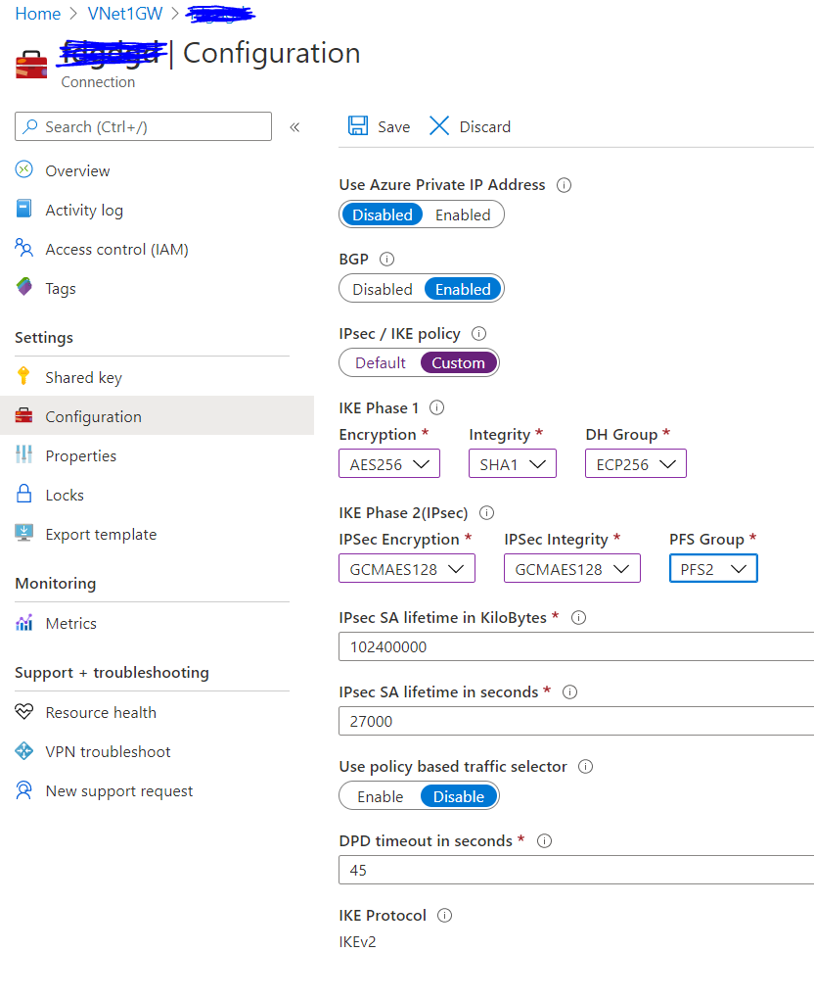 Home > VNet1GW >
| Configuration
Connection
Search (Ctrl+/)
«
Overview
Activity log
Access control (IAM)
Tags
Settings
Shared key
Configuration
Properties
Locks
Export template
Monitoring
Metrics
Support + troubleshooting
Resource health
VPN troubleshoot
New support request
Save Discard
Use Azure Private IP Address
Disabled Enabled
BGP
Disabled Enabled
IPsec / IKE policy
Default Custom
IKE Phase 1
Encryption * Integrity * DH Group *
AES256 SHA1 ECP256
IKE Phase 2(IPsec)
IPSec Encryption * IPSec Integrity * PFS Group *
GCMAES128 GCMAES128 PFS2
IPsec SA lifetime in KiloBytes *
102400000
IPsec SA lifetime in seconds *
27000
Use policy based traffic selector
Enable Disable
DPD timeout in seconds *
45
IKE Protocol
IKEv2